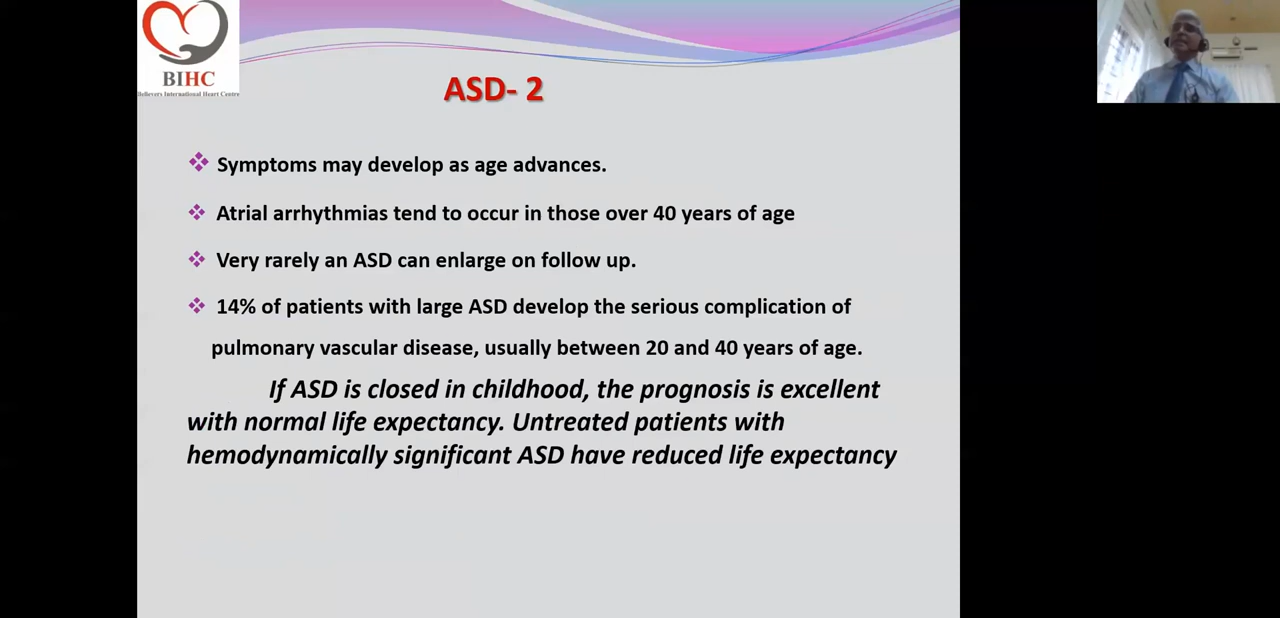 BIHC
Believers International Heart Centre
ASD- 2
Symptoms may develop as age advances.
Atrial arrhythmias tend to occur in those over 40 years of age
Very rarely an ASD can enlarge on follow up.
14% of patients with large ASD develop the serious complication of
pulmonary vascular disease, usually between 20 and 40 years of age.
If ASD is closed in childhood, the prognosis is excellent
with normal life expectancy. Untreated patients with
hemodynamically significant ASD have reduced life expectancy